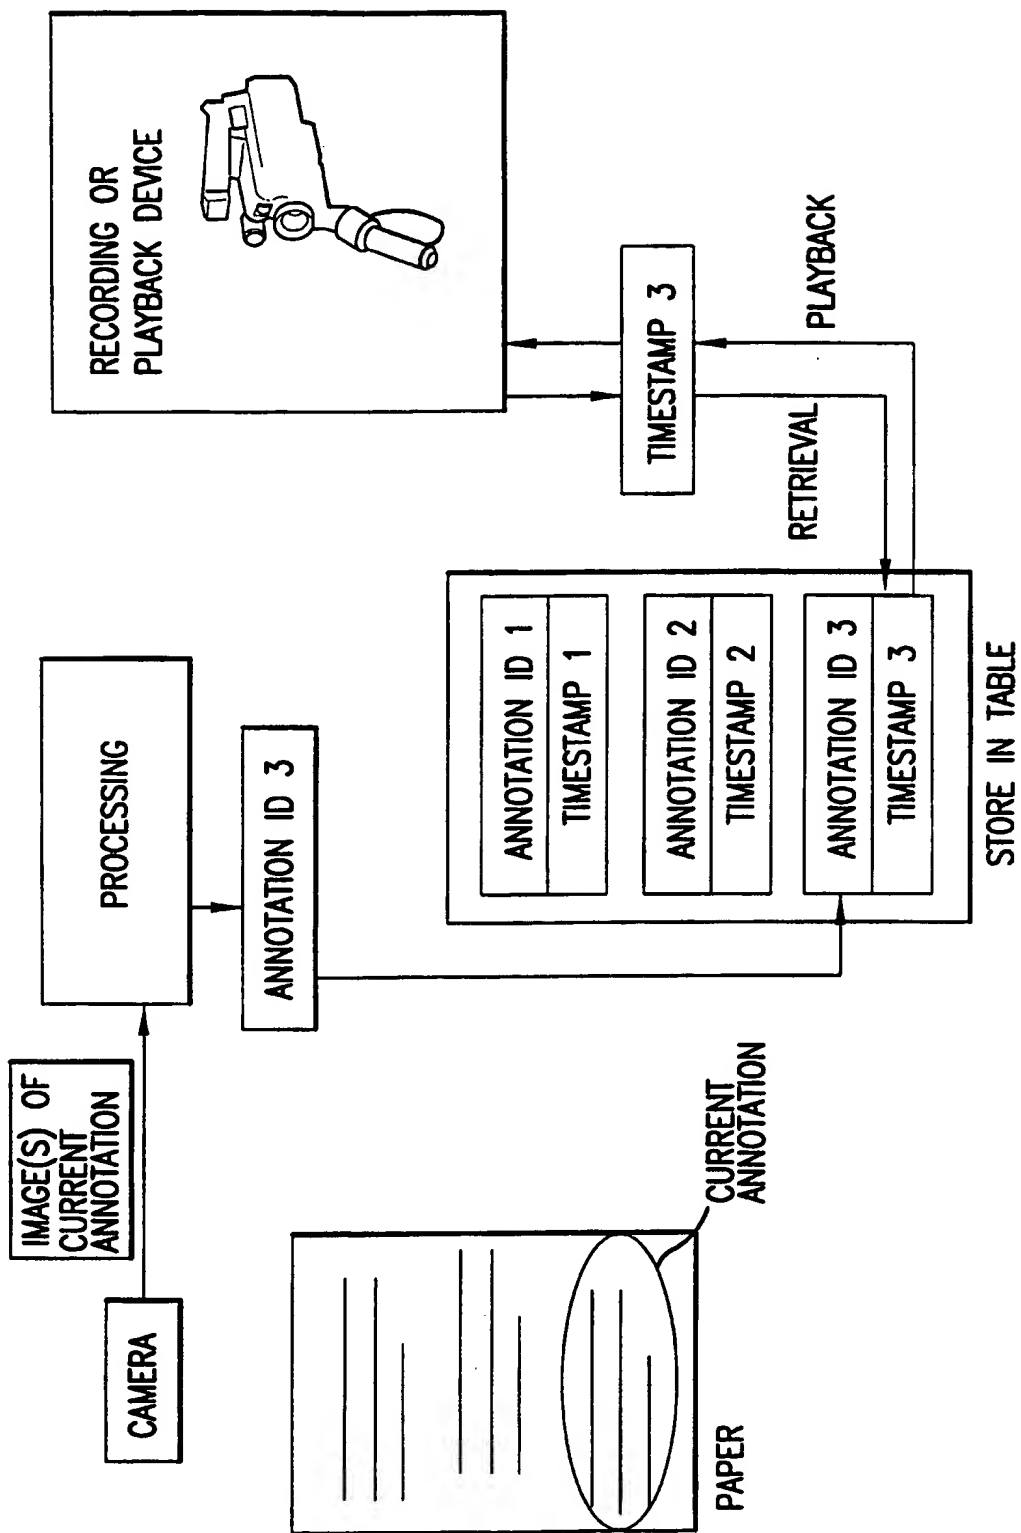 CAMERA
IMAGE(S) OF
CURRENT
ANNOTATION
PROCESSING
ANNOTATION ID 3
RECORDING OR
PLAYBACK DEVICE
PAPER
CURRENT
ANNOTATION
ANNOTATION ID 1
TIMESTAMP 1
ANNOTATION ID 2
TIMESTAMP 2
ANNOTATION ID 3
TIMESTAMP 3
STORE IN TABLE
RETRIEVAL
TIMESTAMP 3
PLAYBACK